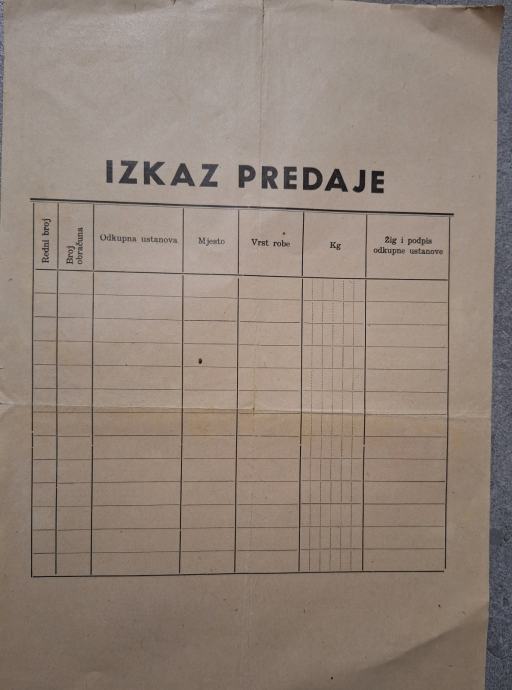 IZKAZ PREDAJE
Redni broj
Broj
obračuna
Odkupna ustanova
Mjesto
Vrst robe
Kg
Žig i podpis
odkupne ustanove